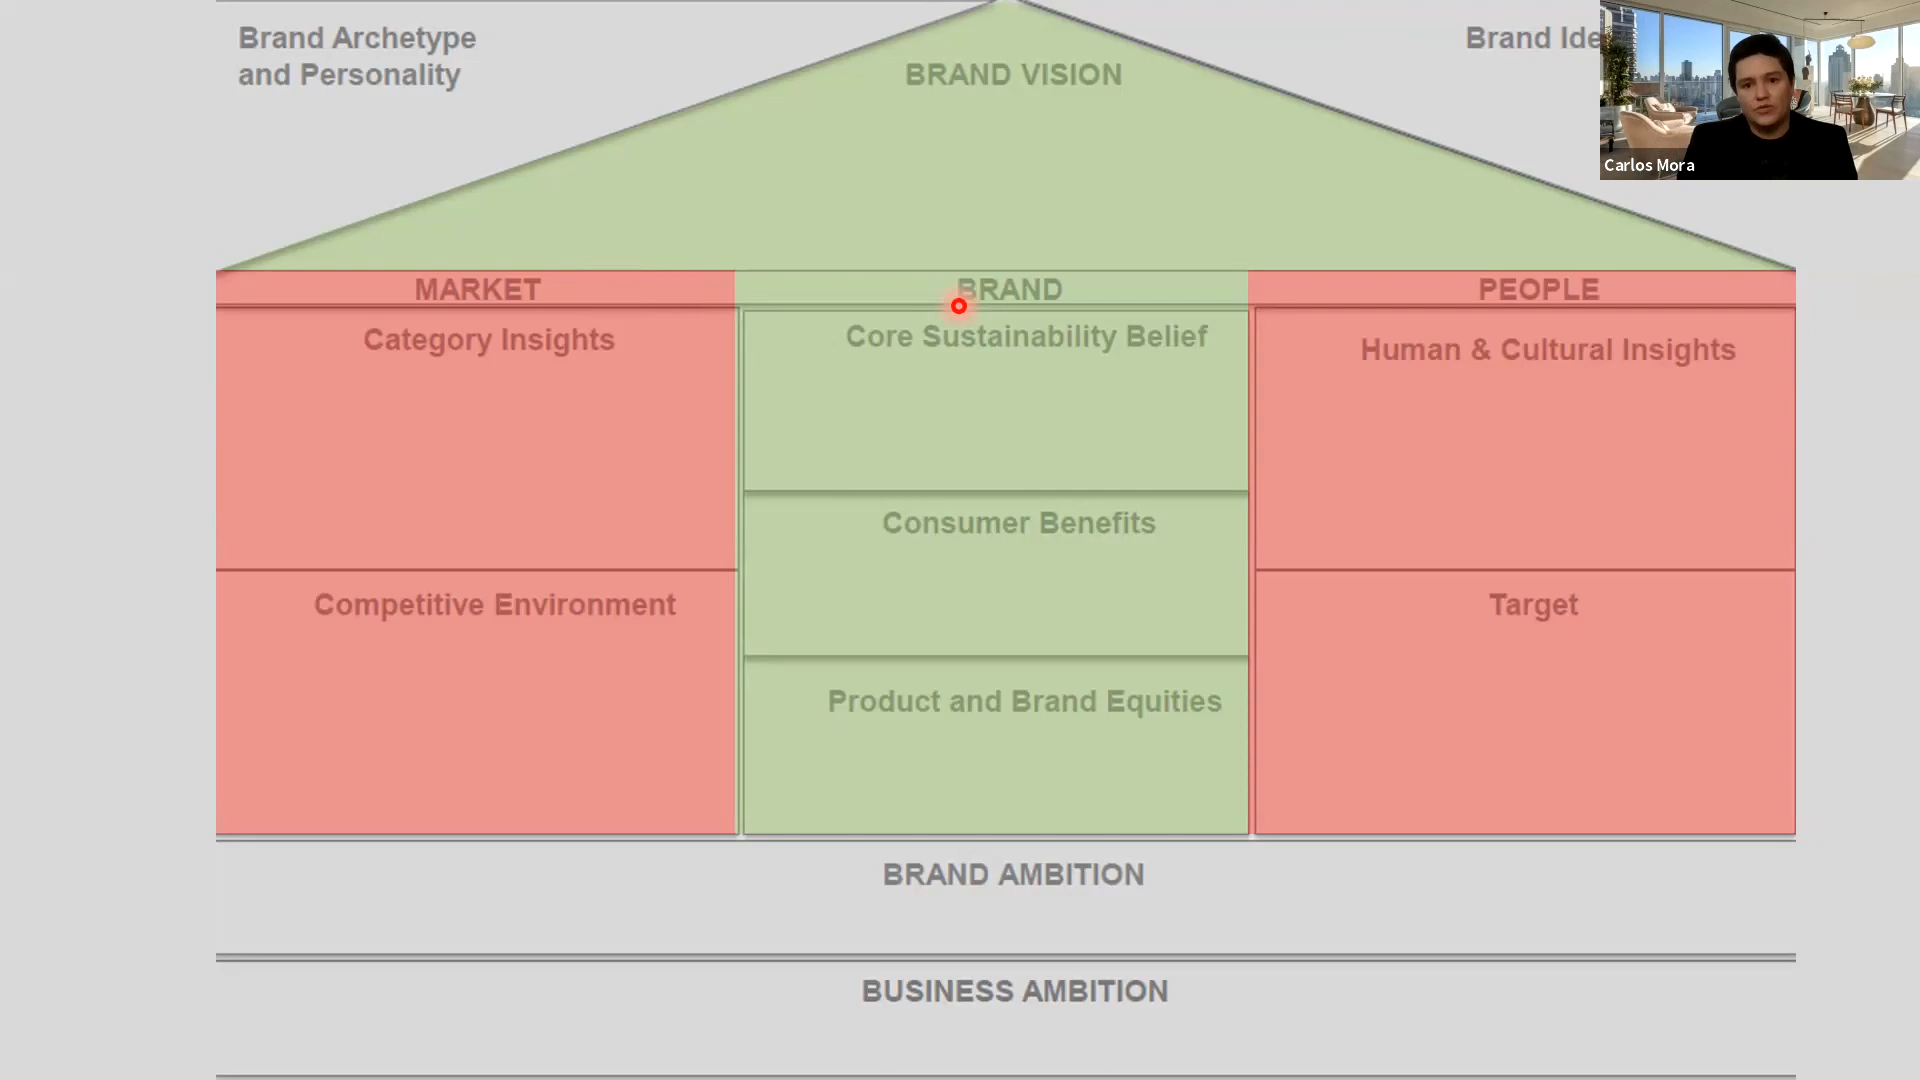 Brand Archetype
and Personality
BRAND VISION
Brand Ide
Carlos Mora
MARKET
BRAND
PEOPLE
Category Insights
Core Sustainability Belief
Human & Cultural Insights
Consumer Benefits
Competitive Environment
Target
Product and Brand Equities
BRAND AMBITION
BUSINESS AMBITION